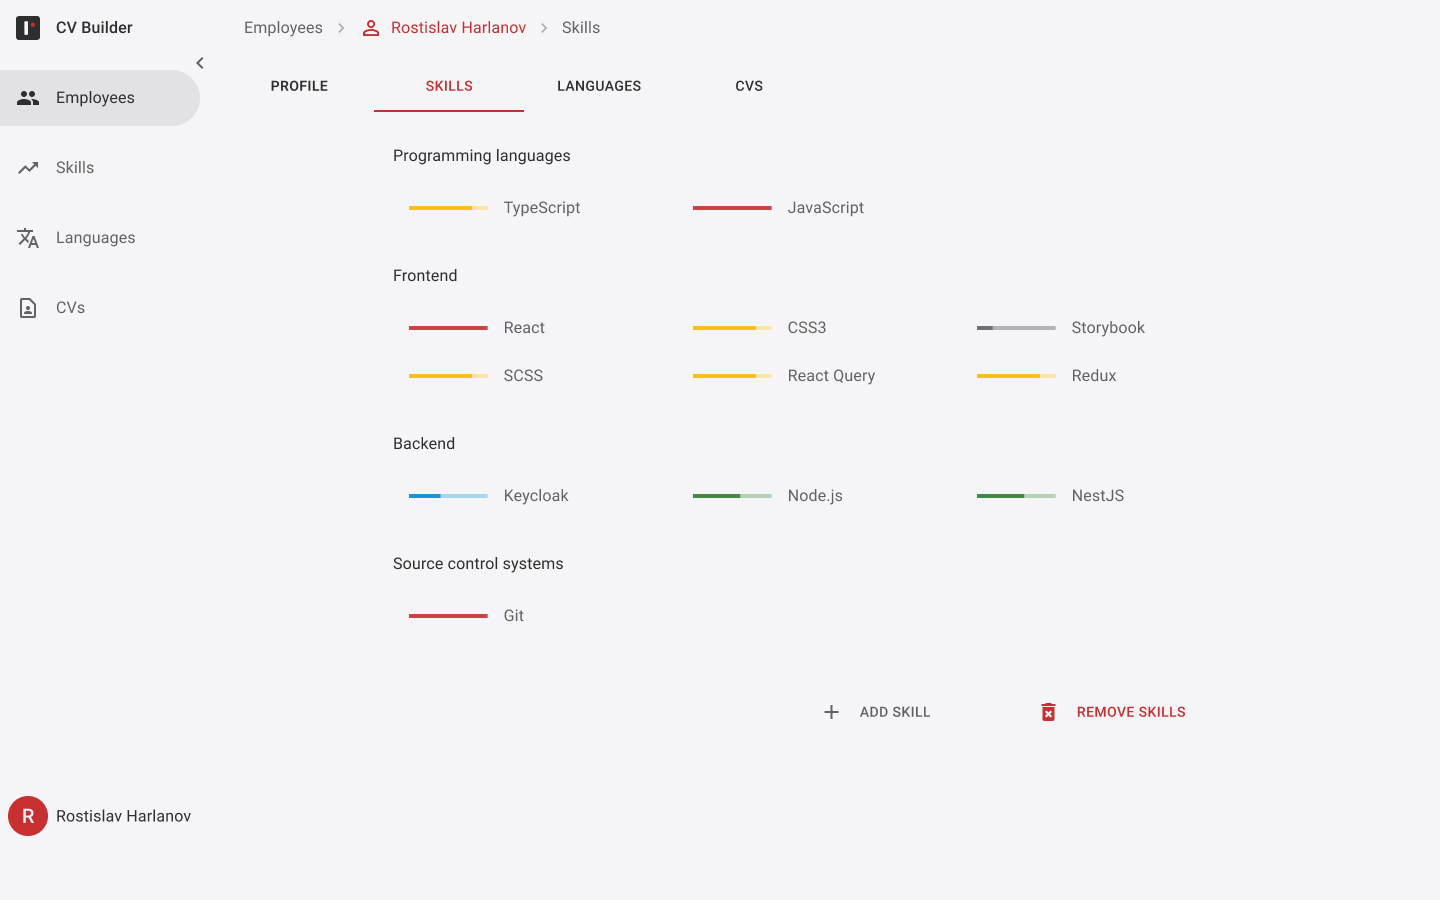 CV Builder
Employees
Skills
Languages
CVs
R Rostislav Harlanov
Employees Rostislav Harlanov Skills
PROFILE SKILLS LANGUAGES CVS
Programming languages
TypeScript JavaScript
Frontend
React CSS3 Storybook
SCSS React Query Redux
Backend
Keycloak Node.js NestJS
Source control systems
Git
ADD SKILL REMOVE SKILLS